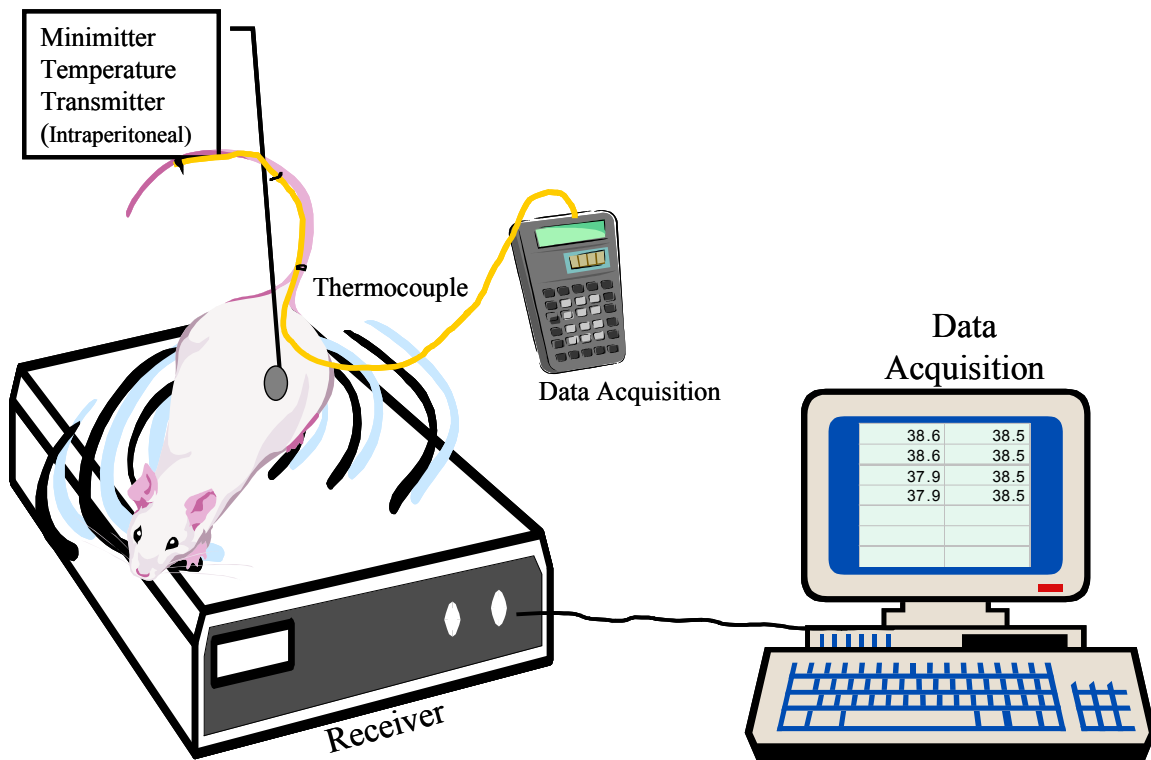 Minimitter
Temperature
Transmitter
(Intraperitoneal)
Thermocouple
Data Acquisition
Data
Acquisition
38.6 38.5
38.6 38.5
37.9 38.5
37.9 38.5
Receiver